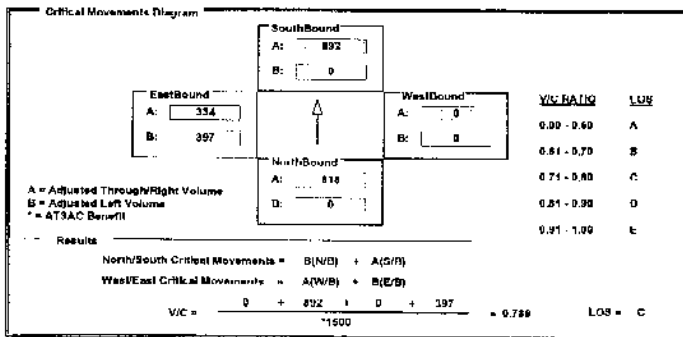 Critical Movements Diagram
SouthBound
A: 892
B: 0
EastBound
A: 334
B: 397
WestBound
A: 0
B: 0
NorthBound
A: 818
B: 0
V/C RATIO LOS
0.00 - 0.60 A
0.61 - 0.70 B
0.71 - 0.80 C
0.81 - 0.90 D
0.91 - 1.00 E
A = Adjusted Through/Right Volume
B = Adjusted Left Volume
* = ATSAC Benefit
Results
North/South Critical Movements = B(N/B) + A(S/B)
West/East Critical Movements = A(W/B) + B(E/B)
V/C = 0 + 892 + 0 + 397 = 0.789 LOS = C
*1500